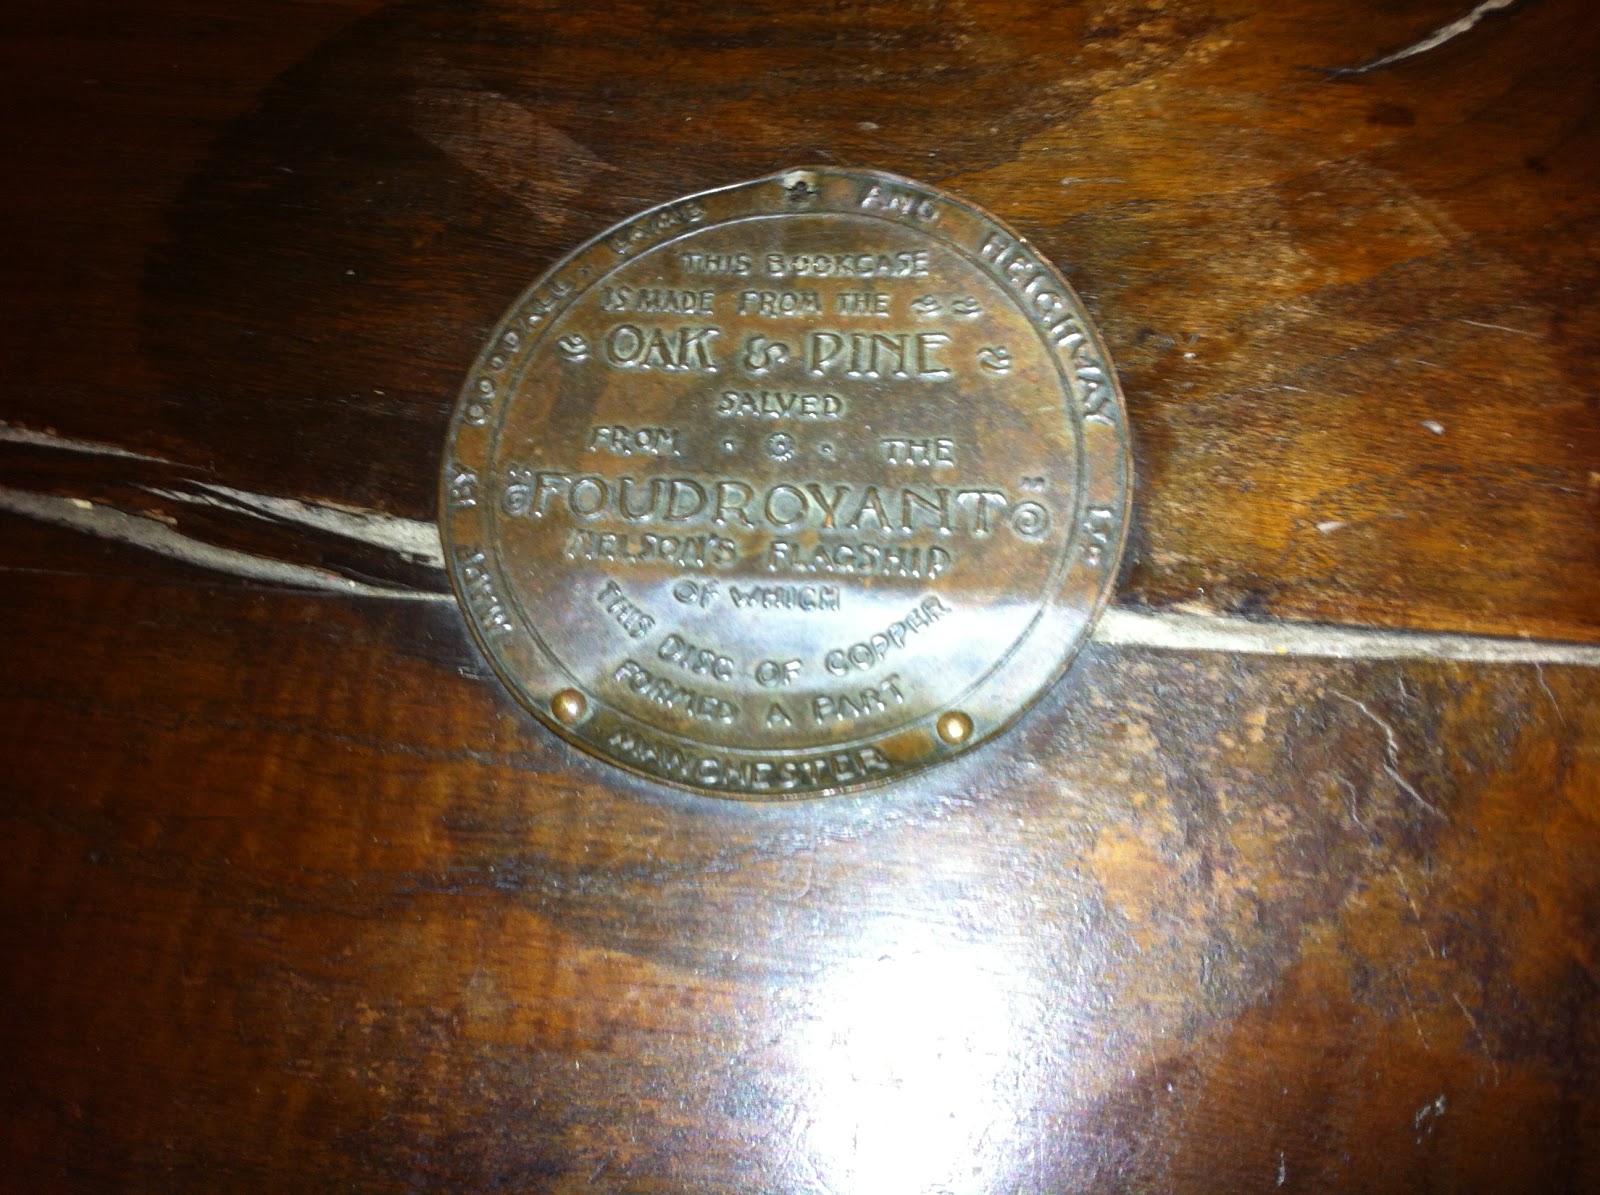 THIS BOOKCASE
IS MADE FROM THE
OAK & PINE
SALVED
FROM THE
FOUDROYANT
NELSON'S FLAGSHIP
OF WHICH
THIS DISC OF COPPER
FORMED A PART
MADE BY GOODALL, LAMB AND HEIGHWAY LTD
MANCHESTER